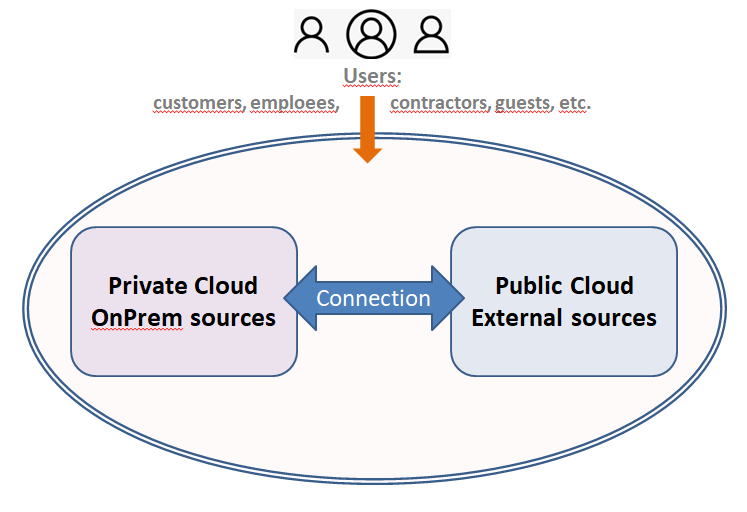 Users:
customers, emploees, contractors, guests, etc.
Private Cloud
OnPrem sources
Connection
Public Cloud
External sources